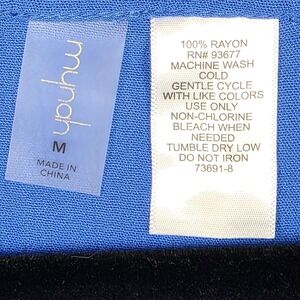 mynah
M
MADE IN
CHINA
100% RAYON
RN# 93677
MACHINE WASH
COLD
GENTLE CYCLE
WITH LIKE COLORS
USE ONLY
NON-CHLORINE
BLEACH WHEN
NEEDED
TUMBLE DRY LOW
DO NOT IRON
73691-8